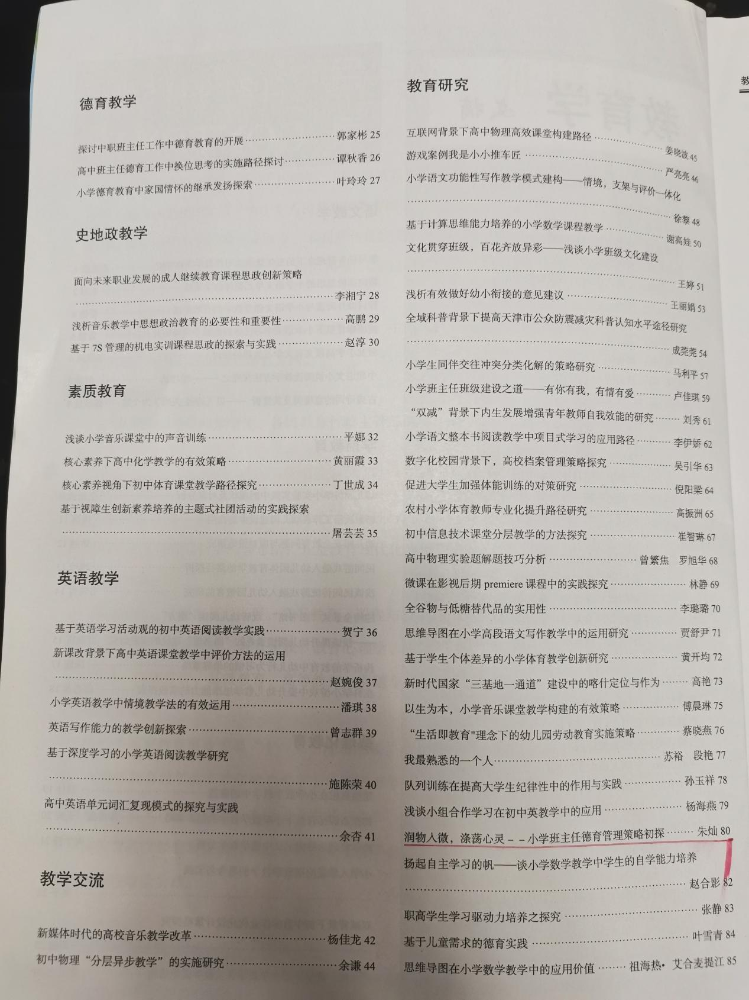 德育教学
探讨中职班主任工作中德育教育的开展 郭家彬 25
高中班主任德育工作中换位思考的实施路径探讨 谭秋香 26
小学德育教育中家国情怀的继承发扬探索 叶玲玲 27
史地政教学
面向未来职业发展的成人继续教育课程思政创新策略
李湘宁 28
浅析音乐教学中思想政治教育的必要性和重要性 高鹏 29
基于 7S 管理的机电实训课程思政的探索与实践 赵淳 30
素质教育
浅谈小学音乐课堂中的声音训练 平娜 32
核心素养下高中化学教学的有效策略 黄丽霞 33
核心素养视角下初中体育课堂教学路径探究 丁世成 34
基于视障生创新素养培养的主题式社团活动的实践探索
屠芸芸 35
英语教学
基于英语学习活动观的初中英语阅读教学实践 贺宁 36
新课改背景下高中英语课堂教学中评价方法的运用
赵婉俊 37
小学英语教学中情境教学法的有效运用 潘琪 38
英语写作能力的教学创新探索 曾志群 39
基于深度学习的小学英语阅读教学研究
施陈荣 40
高中英语单元词汇复现模式的探究与实践
余杏 41
教学交流
新媒体时代的高校音乐教学改革 杨佳龙 42
初中物理“分层异步教学”的实施研究 余谦 44
教育研究
互联网背景下高中物理高效课堂构建路径 姜晓波 45
游戏案例我是小小推车匠 严亮亮 46
小学语文功能性写作教学模式建构——情境，支架与评价一体化
徐黎 48
基于计算思维能力培养的小学数学课程教学 谢高娃 50
文化贯穿班级，百花齐放异彩——浅谈小学班级文化建设
王婷 51
浅析有效做好幼小衔接的意见建议 王丽娟 53
全域科普背景下提高天津市公众防震减灾科普认知水平途径研究
成莞莞 54
小学生同伴交往冲突分类化解的策略研究 马利平 57
小学班主任班级建设之道——有你有我，有情有爱 卢佳琪 59
“双减”背景下内生发展增强青年教师自我效能的研究 刘秀 61
小学语文整本书阅读教学中项目式学习的应用路径 李伊娇 62
数字化校园背景下，高校档案管理策略探究 吴引华 63
促进大学生加强体能训练的对策研究 倪阳梁 64
农村小学体育教师专业化提升路径研究 高振洲 65
初中信息技术课堂分层教学的方法探究 崔智琳 67
高中物理实验题解题技巧分析 曾繁焦 罗旭华 68
微课在影视后期 premiere 课程中的实践探究 林静 69
全谷物与低糖替代品的实用性 李璐璐 70
思维导图在小学高段语文写作教学中的运用研究 贾舒尹 71
基于学生个体差异的小学体育教学创新研究 黄开均 72
新时代国家“三基地一通道”建设中的喀什定位与作为 高艳 73
以生为本，小学音乐课堂教学构建的有效策略 傅晨琳 75
“生活即教育"理念下的幼儿园劳动教育实施策略 蔡晓燕 76
我最熟悉的一个人 苏裕 段艳 77
队列训练在提高大学生纪律性中的作用与实践 孙玉祥 78
浅谈小组合作学习在初中英教学中的应用 杨海燕 79
润物人微，涤荡心灵－－小学班主任德育管理策略初探 朱灿 80
扬起自主学习的帆——谈小学数学教学中学生的自学能力培养
赵合影 82
职高学生学习驱动力培养之探究 张静 83
基于儿童需求的德育实践 叶雪青 84
思维导图在小学数学教学中的应用价值 祖海热· 艾合麦提江 85
教